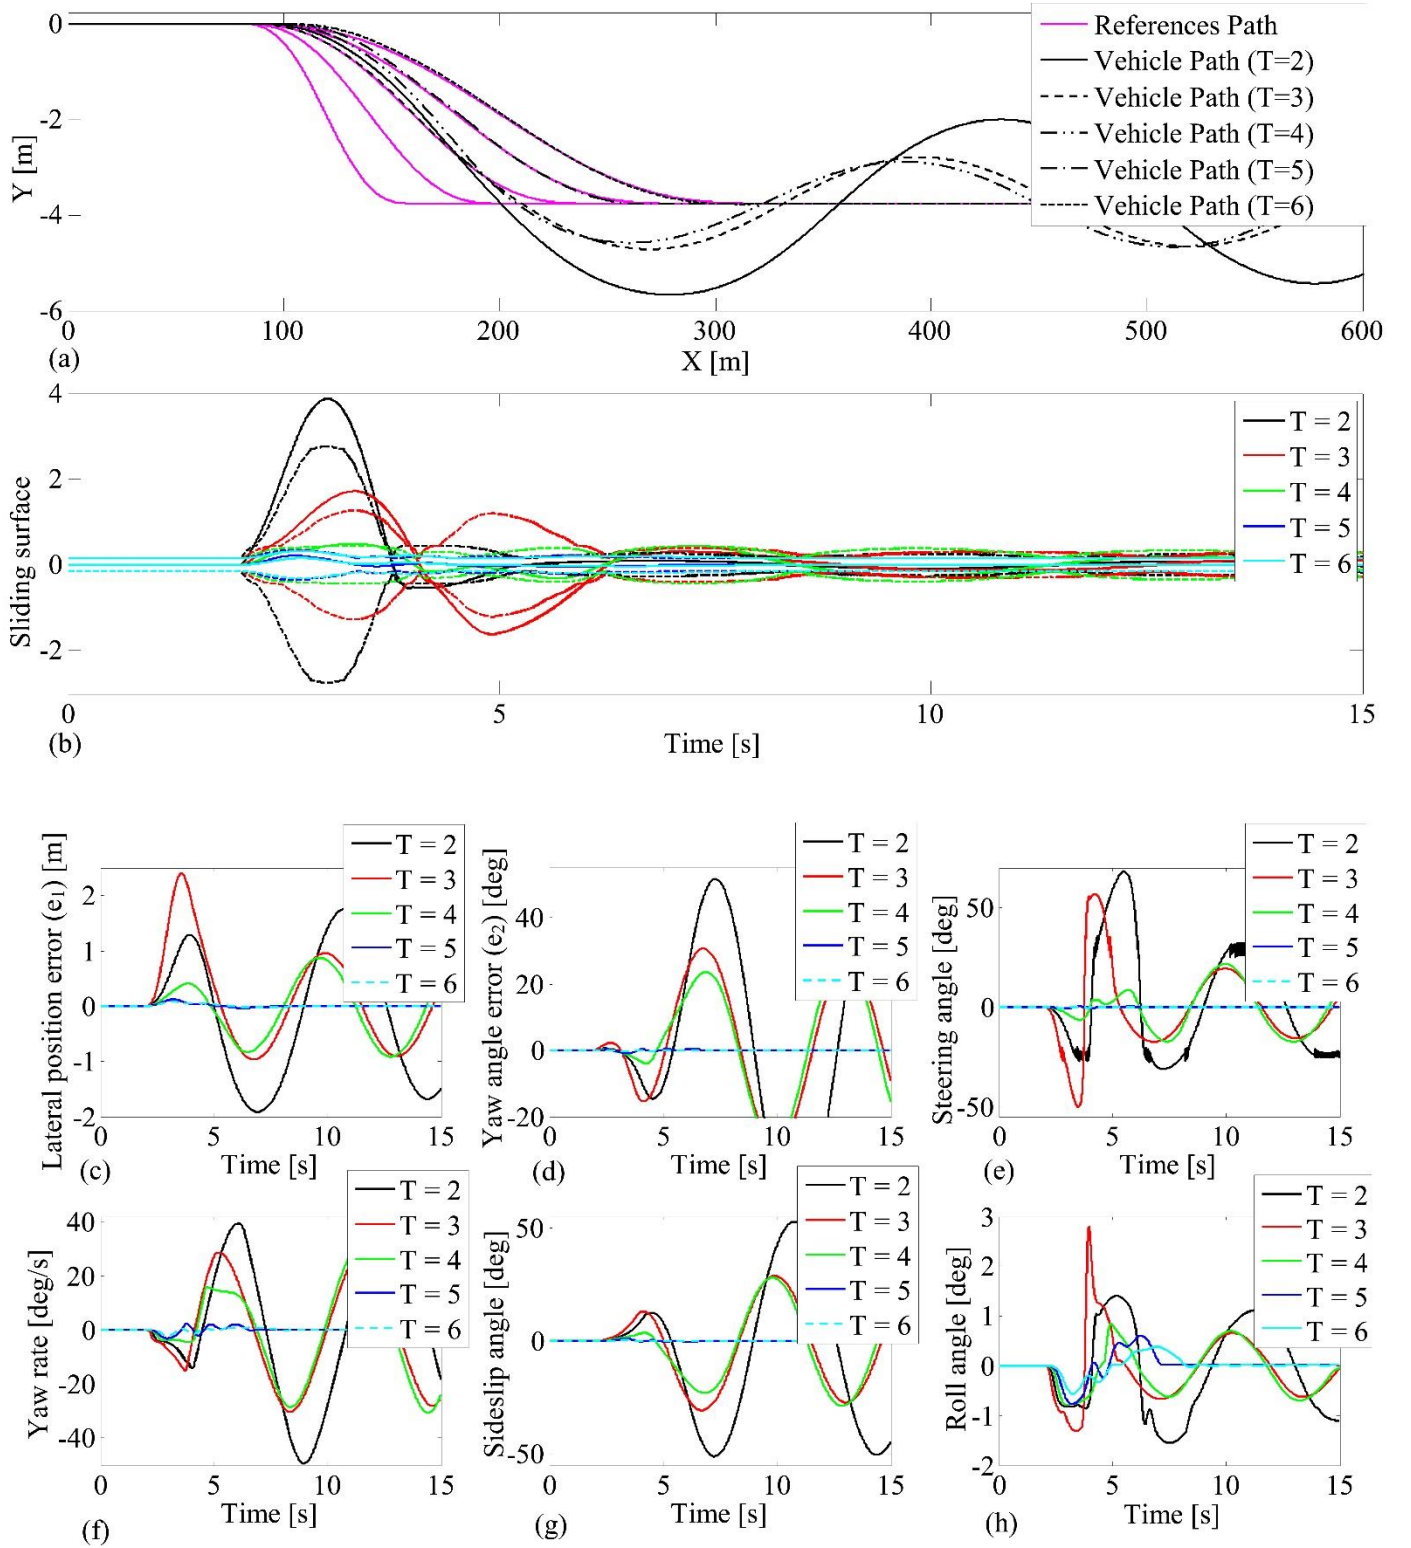 References Path
Vehicle Path (T=2)
Vehicle Path (T=3)
Vehicle Path (T=4)
Vehicle Path (T=5)
Vehicle Path (T=6)
Y [m]
0
-2
-4
-6
0 100 200 300 400 500 600
X [m]
(a)
Sliding surface
4
2
0
-2
T = 2
T = 3
T = 4
T = 5
T = 6
0 5 10 15
Time [s]
(b)
Lateral position error (e1) [m]
2
1
0
-1
-2
T = 2
T = 3
T = 4
T = 5
T = 6
0 5 10 15
Time [s]
(c)
Yaw angle error (e2) [deg]
40
20
0
-20
T = 2
T = 3
T = 4
T = 5
T = 6
0 5 10 15
Time [s]
(d)
Steering angle [deg]
50
0
-50
T = 2
T = 3
T = 4
T = 5
T = 6
0 5 10 15
Time [s]
(e)
Yaw rate [deg/s]
40
20
0
-20
-40
T = 2
T = 3
T = 4
T = 5
T = 6
0 5 10 15
Time [s]
(f)
Sideslip angle [deg]
50
0
-50
T = 2
T = 3
T = 4
T = 5
T = 6
0 5 10 15
Time [s]
(g)
Roll angle [deg]
3
2
1
0
-1
-2
T = 2
T = 3
T = 4
T = 5
T = 6
0 5 10 15
Time [s]
(h)